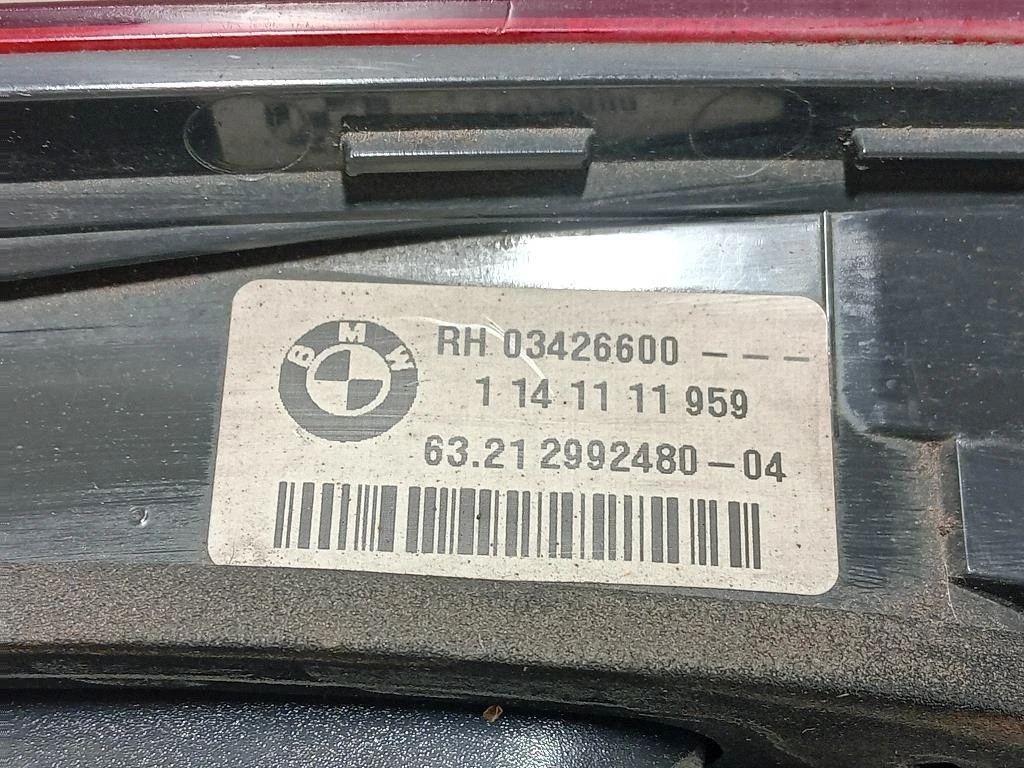 BMW
RH 03426600 – – –
1 14 11 11 959
63.21 2992480-04